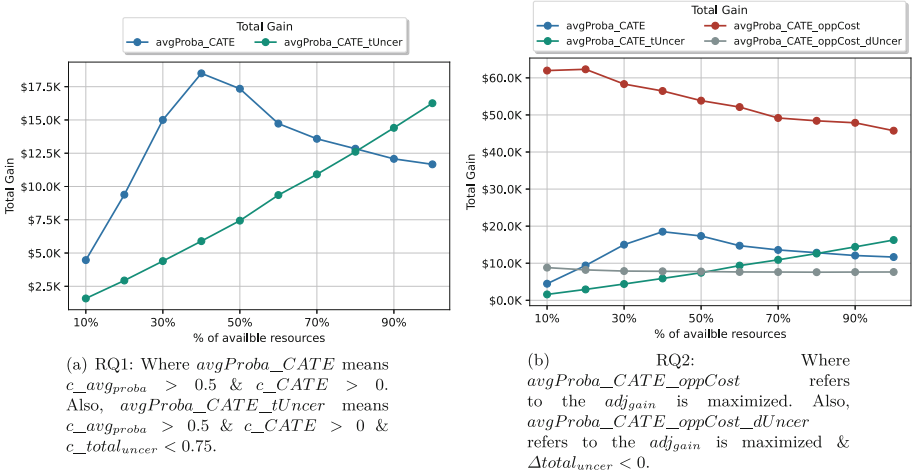 Total Gain
avgProba_CATE
avgProba_CATE_tUncer
$17.5K
$15.0K
$12.5K
$10.0K
$7.5K
$5.0K
$2.5K
Total Gain
10%
30%
50%
70%
90%
% of availble resources
(a) RQ1: Where avgProba_CATE means
c_avg_proba > 0.5 & c_CATE > 0.
Also, avgProba_CATE_tUncer means
c_avg_proba > 0.5 & c_CATE > 0 &
c_total_uncer < 0.75.
Total Gain
avgProba_CATE
avgProba_CATE_oppCost
avgProba_CATE_tUncer
avgProba_CATE_oppCost_dUncer
$60.0K
$50.0K
$40.0K
$30.0K
$20.0K
$10.0K
$0.0K
Total Gain
10%
30%
50%
70%
90%
% of availble resources
(b) RQ2: Where
avgProba_CATE_oppCost refers
to the adj_gain is maximized. Also,
avgProba_CATE_oppCost_dUncer
refers to the adj_gain is maximized &
Δtotal_uncer < 0.